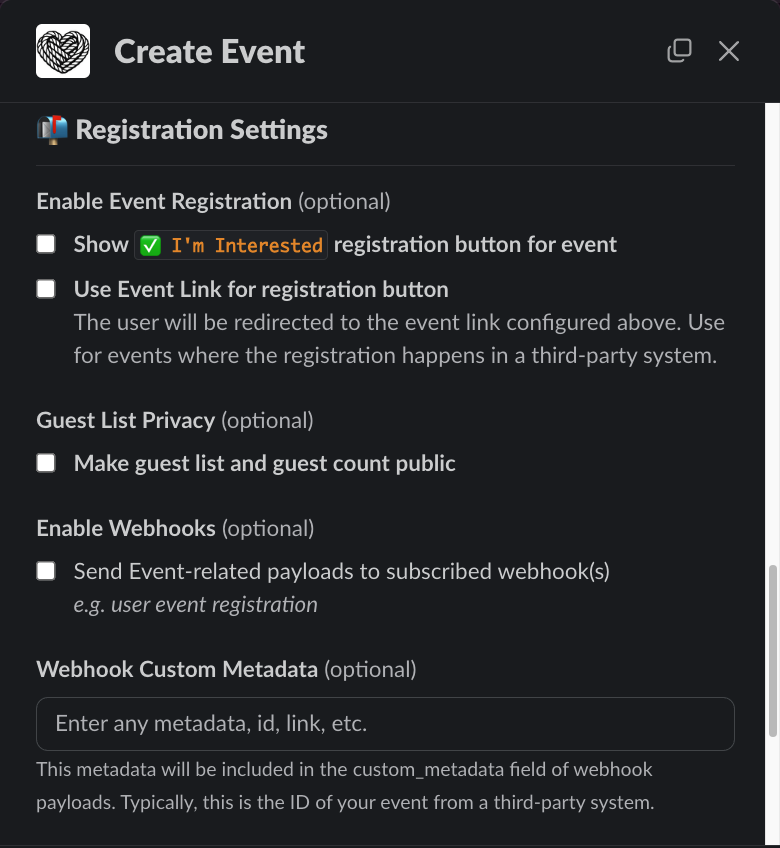 Create Event
Registration Settings
Enable Event Registration (optional)
Show ✅ I'm Interested registration button for event
Use Event Link for registration button
The user will be redirected to the event link configured above. Use
for events where the registration happens in a third-party system.
Guest List Privacy (optional)
Make guest list and guest count public
Enable Webhooks (optional)
Send Event-related payloads to subscribed webhook(s)
e.g. user event registration
Webhook Custom Metadata (optional)
Enter any metadata, id, link, etc.
This metadata will be included in the custom_metadata field of webhook
payloads. Typically, this is the ID of your event from a third-party system.